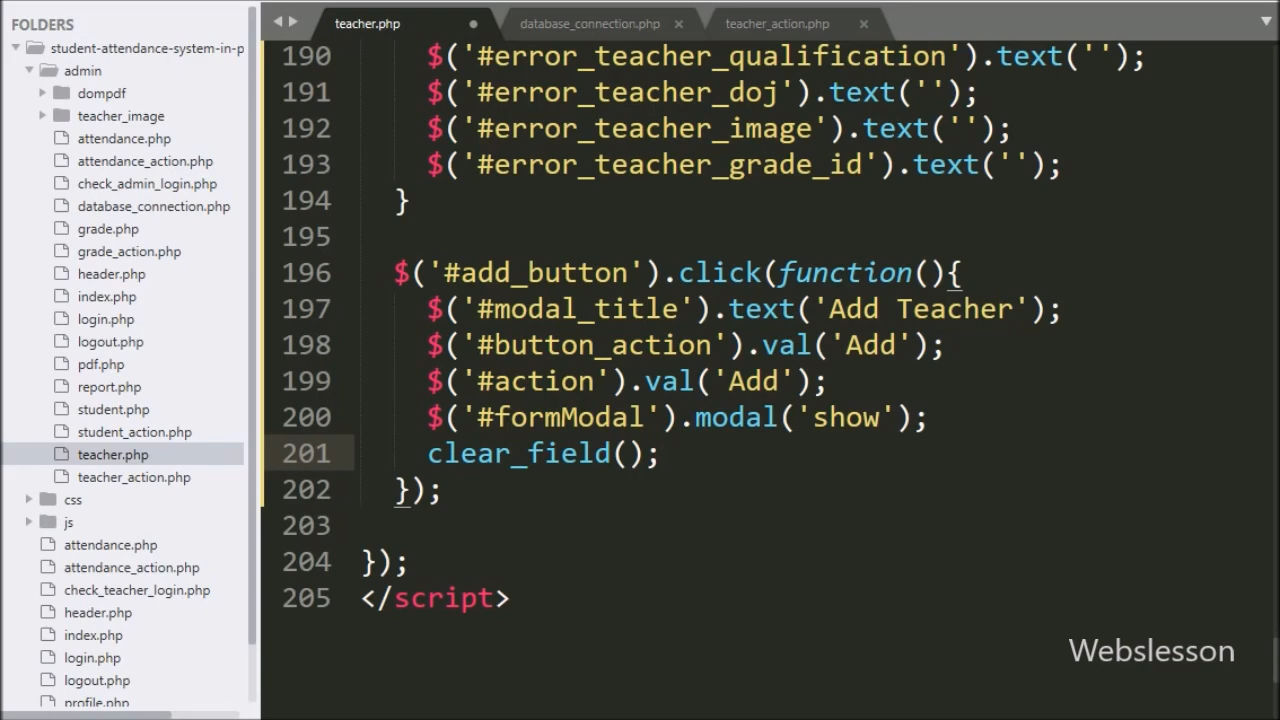 FOLDERS
student-attendance-system-in-p
admin
dompdf
teacher_image
attendance.php
attendance_action.php
check_admin_login.php
database_connection.php
grade.php
grade_action.php
header.php
index.php
login.php
logout.php
pdf.php
report.php
student.php
student_action.php
teacher.php
teacher_action.php
css
js
attendance.php
attendance_action.php
check_teacher_login.php
header.php
index.php
login.php
logout.php
profile.php
teacher.php
database_connection.php
teacher_action.php
190 $('#error_teacher_qualification').text('');
191 $('#error_teacher_doj').text('');
192 $('#error_teacher_image').text('');
193 $('#error_teacher_grade_id').text('');
194 }
195
196 $('#add_button').click(function(){
197 $('#modal_title').text('Add Teacher');
198 $('#button_action').val('Add');
199 $('#action').val('Add');
200 $('#formModal').modal('show');
201 clear_field();
202 });
203
204 });
205 </script>
Webslesson